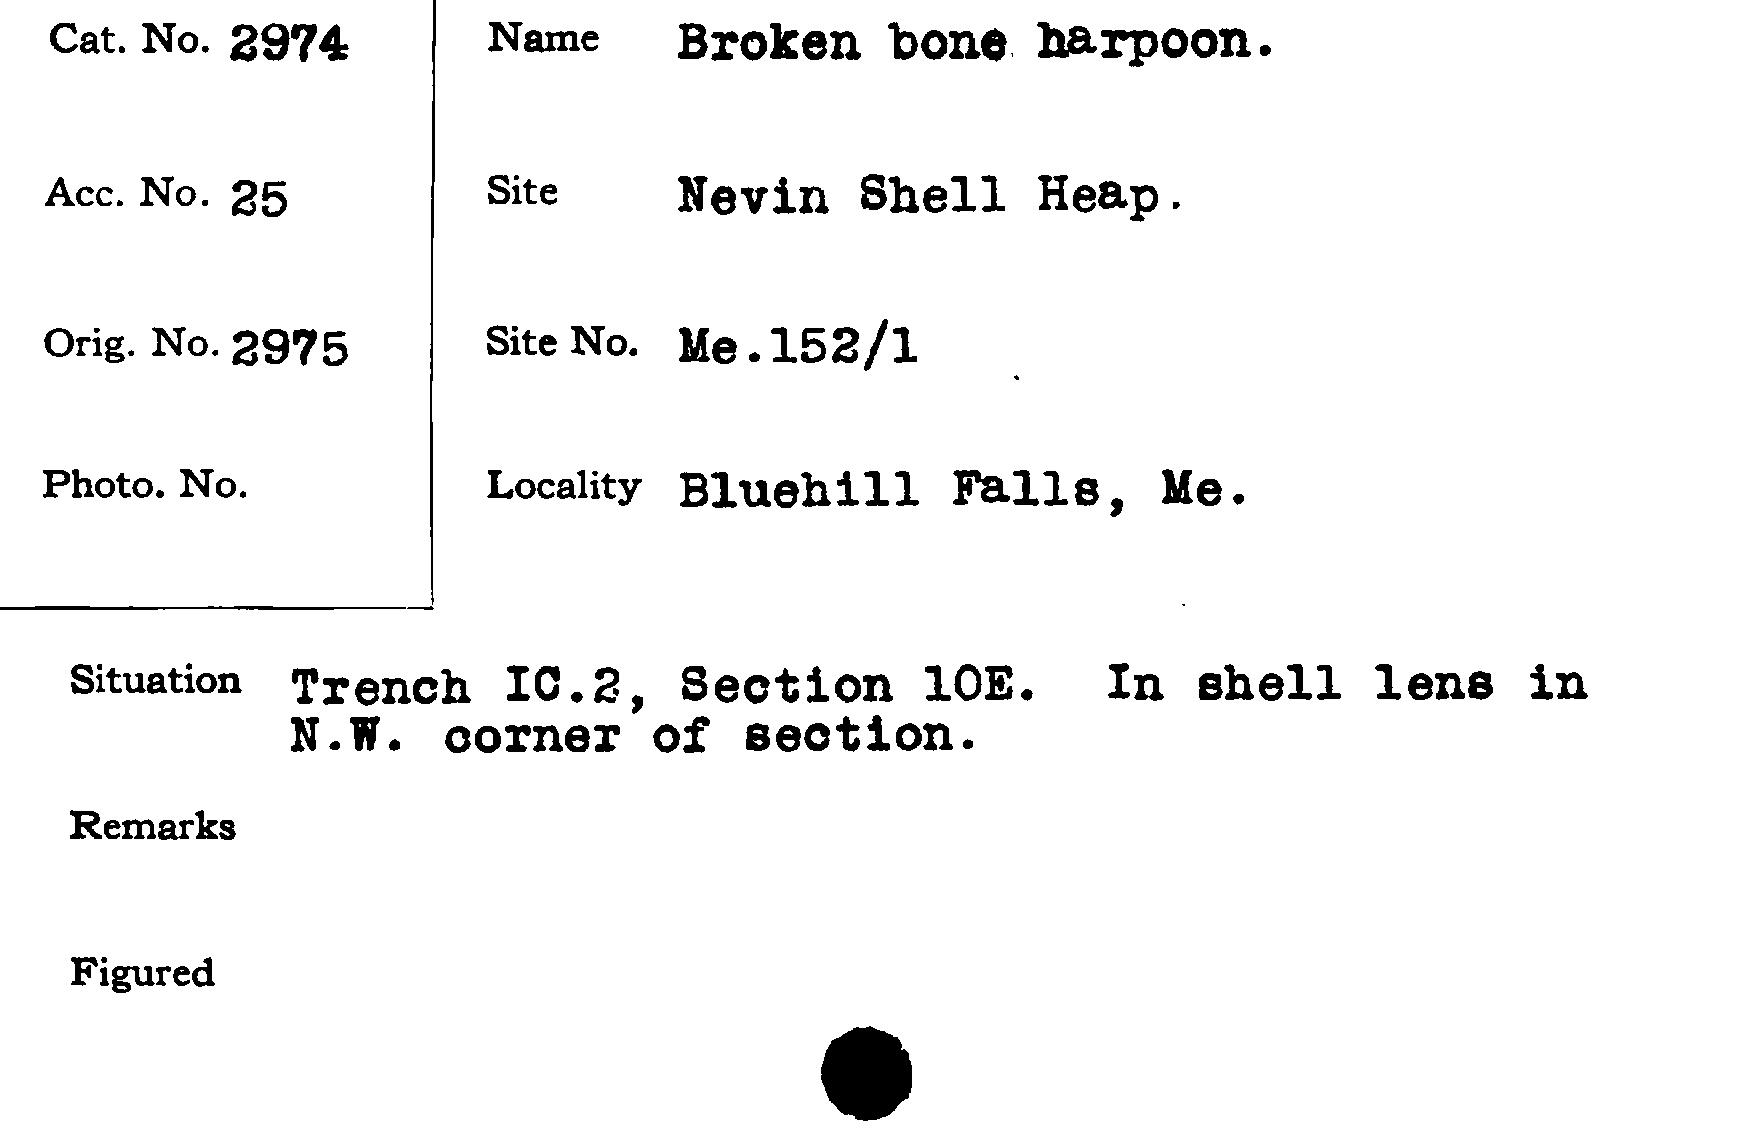 Cat. No. 2974
Name Broken bone harpoon.
Acc. No. 25
Site Nevin Shell Heap.
Orig. No. 2975
Site No. Me.152/1
Photo. No.
Locality Bluehill Falls, Me.
Situation Trench IC.2, Section 10E. In shell lens in
N.W. corner of section.
Remarks
Figured